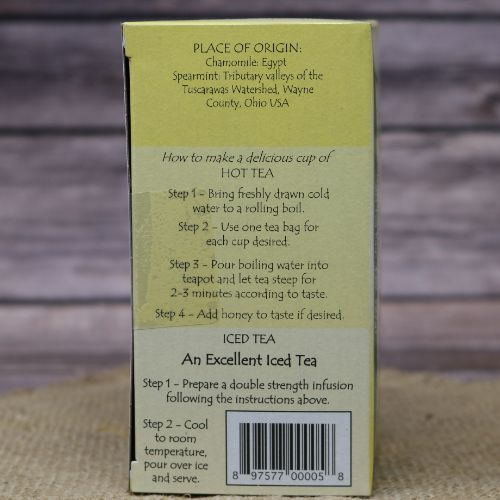 PLACE OF ORIGIN:
Chamomile: Egypt
Spearmint: Tributary valleys of the
Tuscarawas Watershed, Wayne
County, Ohio USA
How to make a delicious cup of
HOT TEA
Step 1 - Bring freshly drawn cold
water to a rolling boil.
Step 2 - Use one tea bag for
each cup desired.
Step 3 - Pour boiling water into
teapot and let tea steep for
2-3 minutes according to taste.
Step 4 - Add honey to taste if desired.
ICED TEA
An Excellent Iced Tea
Step 1 - Prepare a double strength infusion
following the instructions above.
Step 2 - Cool
to room
temperature,
pour over ice
and serve.
8 97577 00005 8